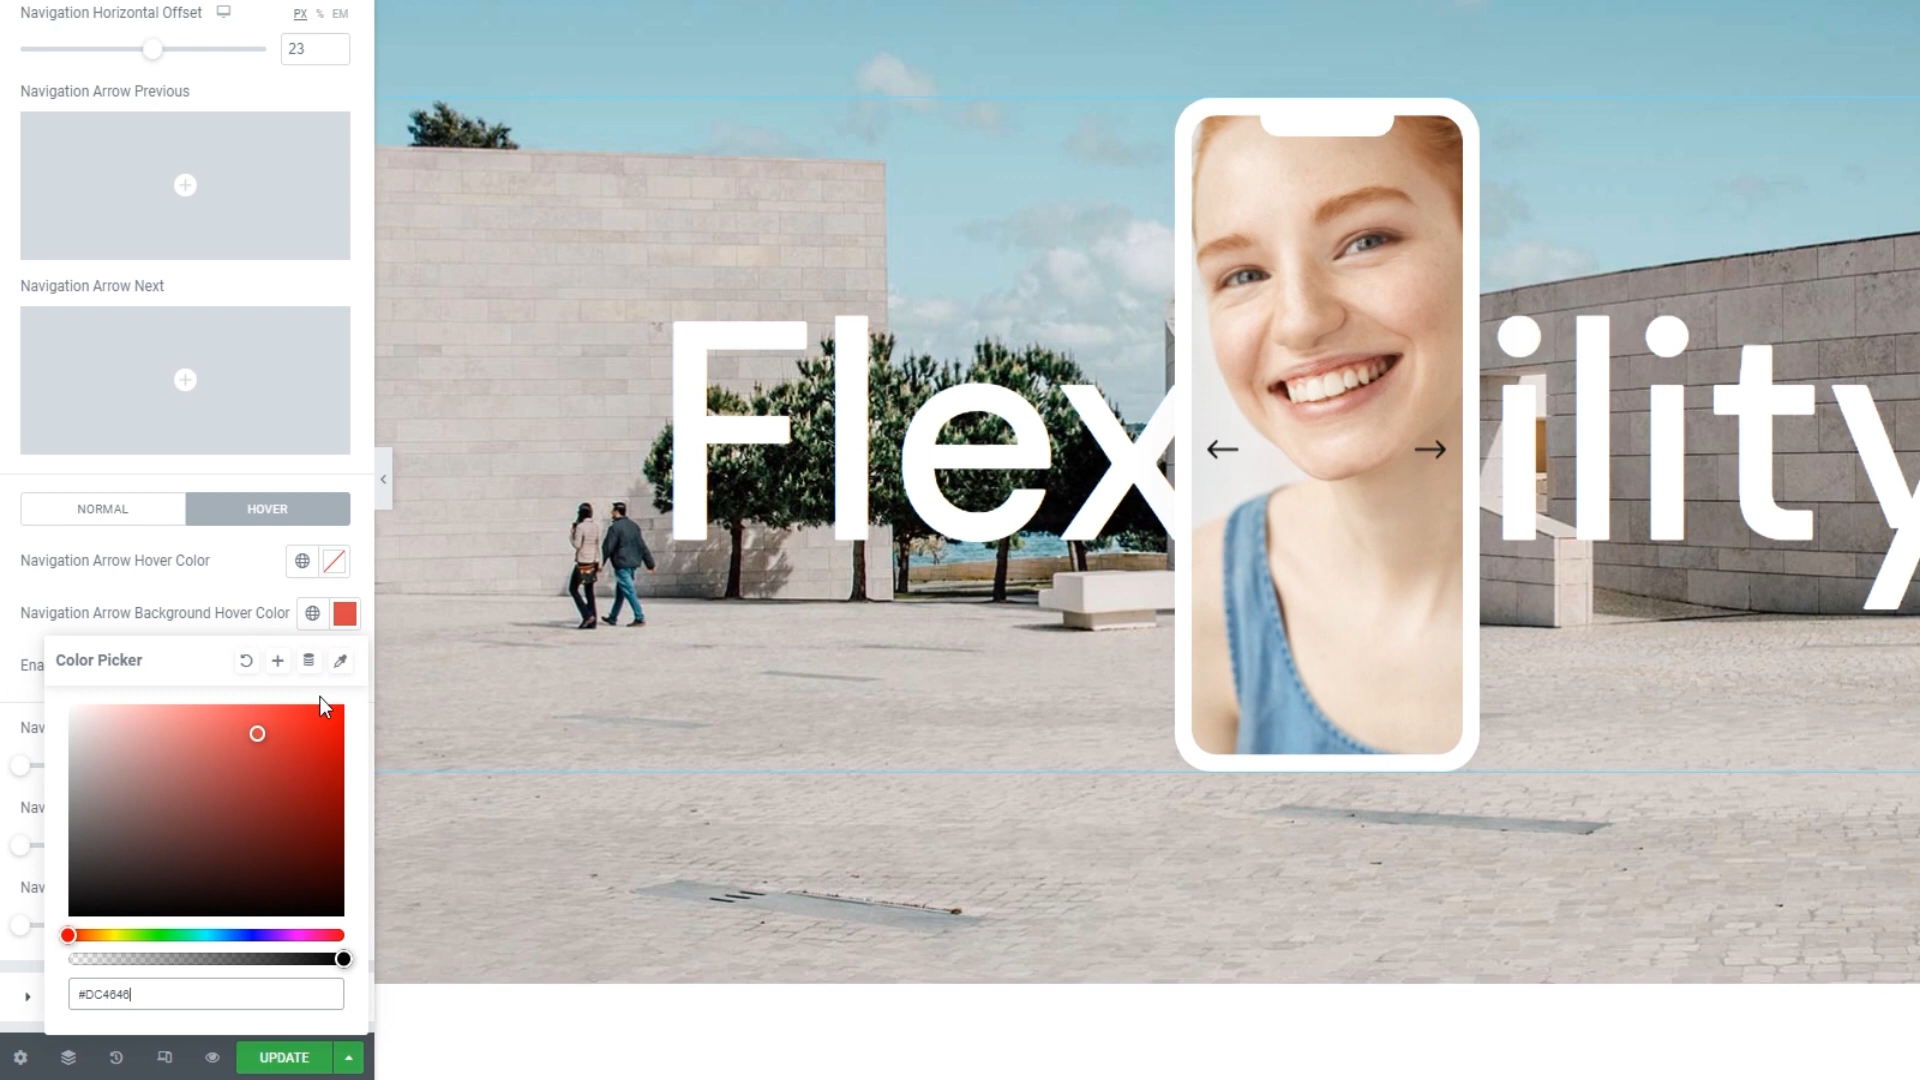 Navigation Horizontal Offset PX % EM
23
Navigation Arrow Previous
Navigation Arrow Next
NORMAL HOVER
Navigation Arrow Hover Color
Navigation Arrow Background Hover Color
Color Picker
Ena
Nav
Nav
Nav
#DC4646
UPDATE
Flex ility